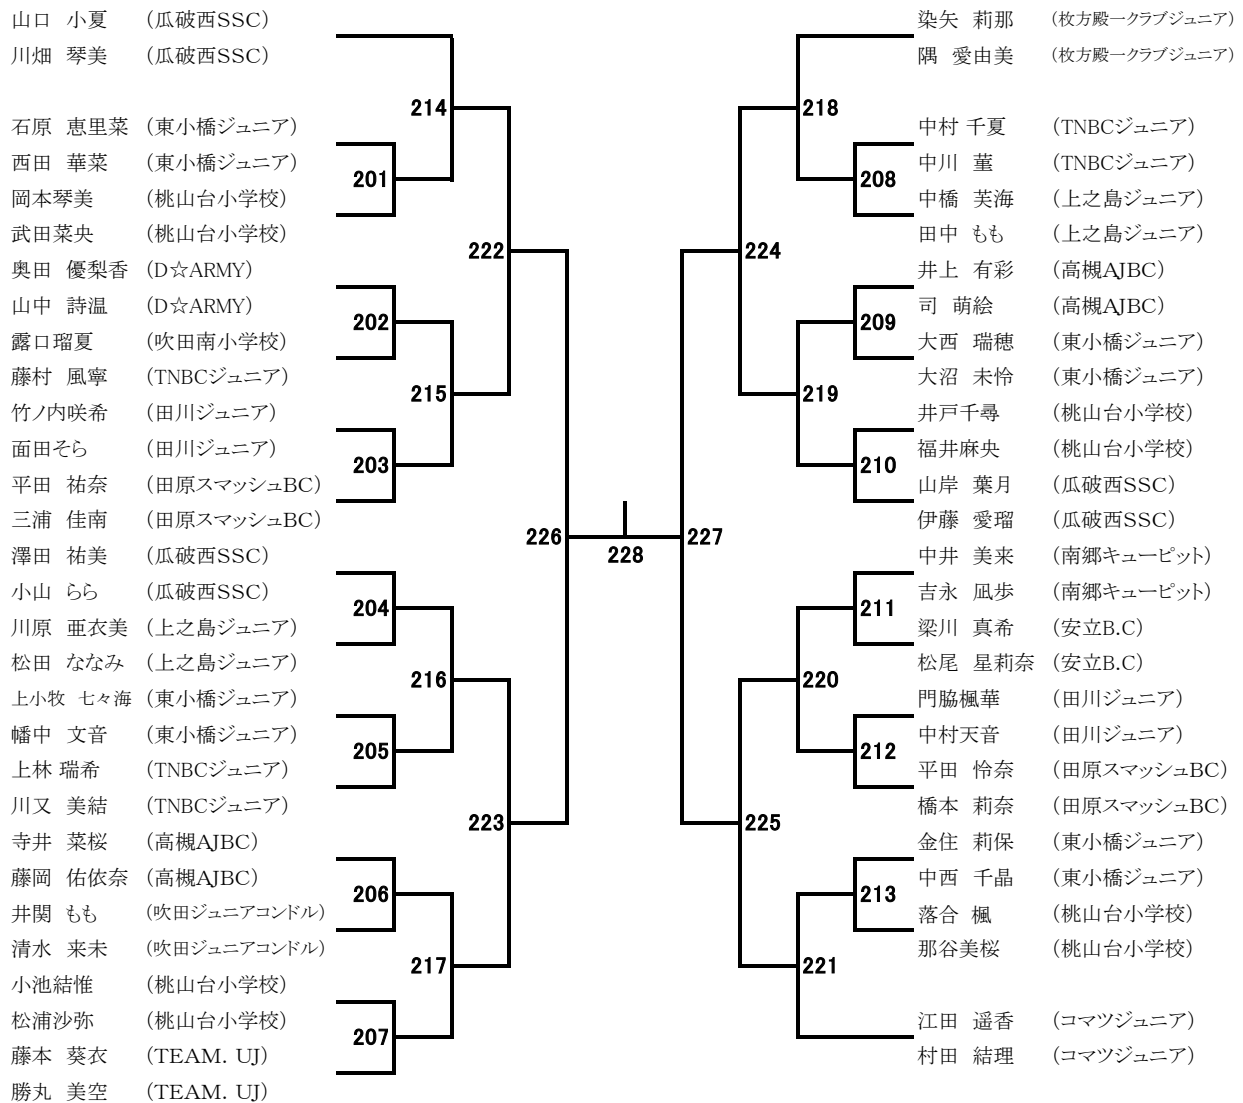 山口 小夏 (瓜破西SSC)
川畑 琴美 (瓜破西SSC)
214
石原 恵里菜 (東小橋ジュニア)
西田 華菜 (東小橋ジュニア)
201
岡本琴美 (桃山台小学校)
武田菜央 (桃山台小学校)
222
奥田 優梨香 (D☆ARMY)
山中 詩温 (D☆ARMY)
202
露口瑠夏 (吹田南小学校)
藤村 風寧 (TNBCジュニア)
215
竹ノ内咲希 (田川ジュニア)
面田そら (田川ジュニア)
203
平田 祐奈 (田原スマッシュBC)
三浦 佳南 (田原スマッシュBC)
226
澤田 祐美 (瓜破西SSC)
小山 らら (瓜破西SSC)
204
川原 亜衣美 (上之島ジュニア)
松田 ななみ (上之島ジュニア)
216
上小牧 七々海 (東小橋ジュニア)
幡中 文音 (東小橋ジュニア)
205
上林 瑞希 (TNBCジュニア)
川又 美結 (TNBCジュニア)
223
寺井 菜桜 (高槻AJBC)
藤岡 佑依奈 (高槻AJBC)
206
井関 もも (吹田ジュニアコンドル)
清水 来未 (吹田ジュニアコンドル)
217
小池結惟 (桃山台小学校)
松浦沙弥 (桃山台小学校)
207
藤本 葵衣 (TEAM. UJ)
勝丸 美空 (TEAM. UJ)
228
染矢 莉那 (枚方殿一クラブジュニア)
隅 愛由美 (枚方殿一クラブジュニア)
218
中村 千夏 (TNBCジュニア)
中川 菫 (TNBCジュニア)
208
中橋 芙海 (上之島ジュニア)
田中 もも (上之島ジュニア)
224
井上 有彩 (高槻AJBC)
司 萌絵 (高槻AJBC)
209
大西 瑞穂 (東小橋ジュニア)
大沼 未怜 (東小橋ジュニア)
219
井戸千尋 (桃山台小学校)
福井麻央 (桃山台小学校)
210
山岸 葉月 (瓜破西SSC)
伊藤 愛瑠 (瓜破西SSC)
227
中井 美来 (南郷キューピット)
吉永 凪歩 (南郷キューピット)
211
梁川 真希 (安立B.C)
松尾 星莉奈 (安立B.C)
220
門脇楓華 (田川ジュニア)
中村天音 (田川ジュニア)
212
平田 怜奈 (田原スマッシュBC)
橋本 莉奈 (田原スマッシュBC)
225
金住 莉保 (東小橋ジュニア)
中西 千晶 (東小橋ジュニア)
213
落合 楓 (桃山台小学校)
那谷美桜 (桃山台小学校)
221
江田 遥香 (コマツジュニア)
村田 結理 (コマツジュニア)